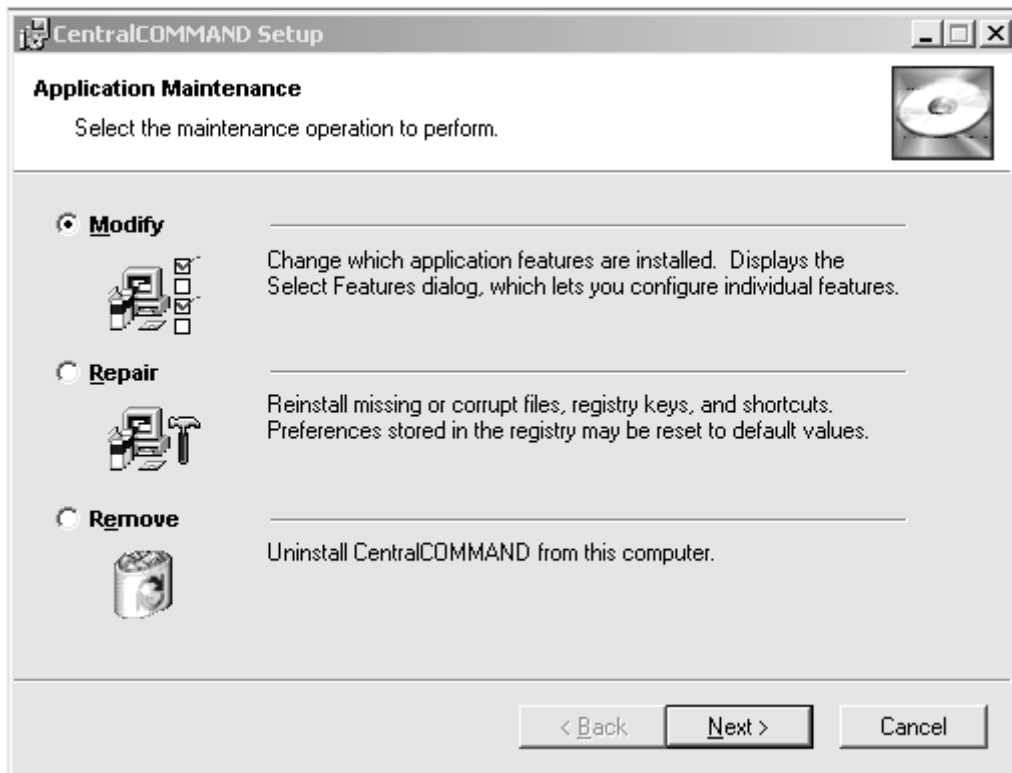 CentralCOMMAND Setup
Application Maintenance
Select the maintenance operation to perform.
Modify
Change which application features are installed.  Displays the
Select Features dialog, which lets you configure individual features.
Repair
Reinstall missing or corrupt files, registry keys, and shortcuts.
Preferences stored in the registry may be reset to default values.
Remove
Uninstall CentralCOMMAND from this computer.
< Back Next > Cancel